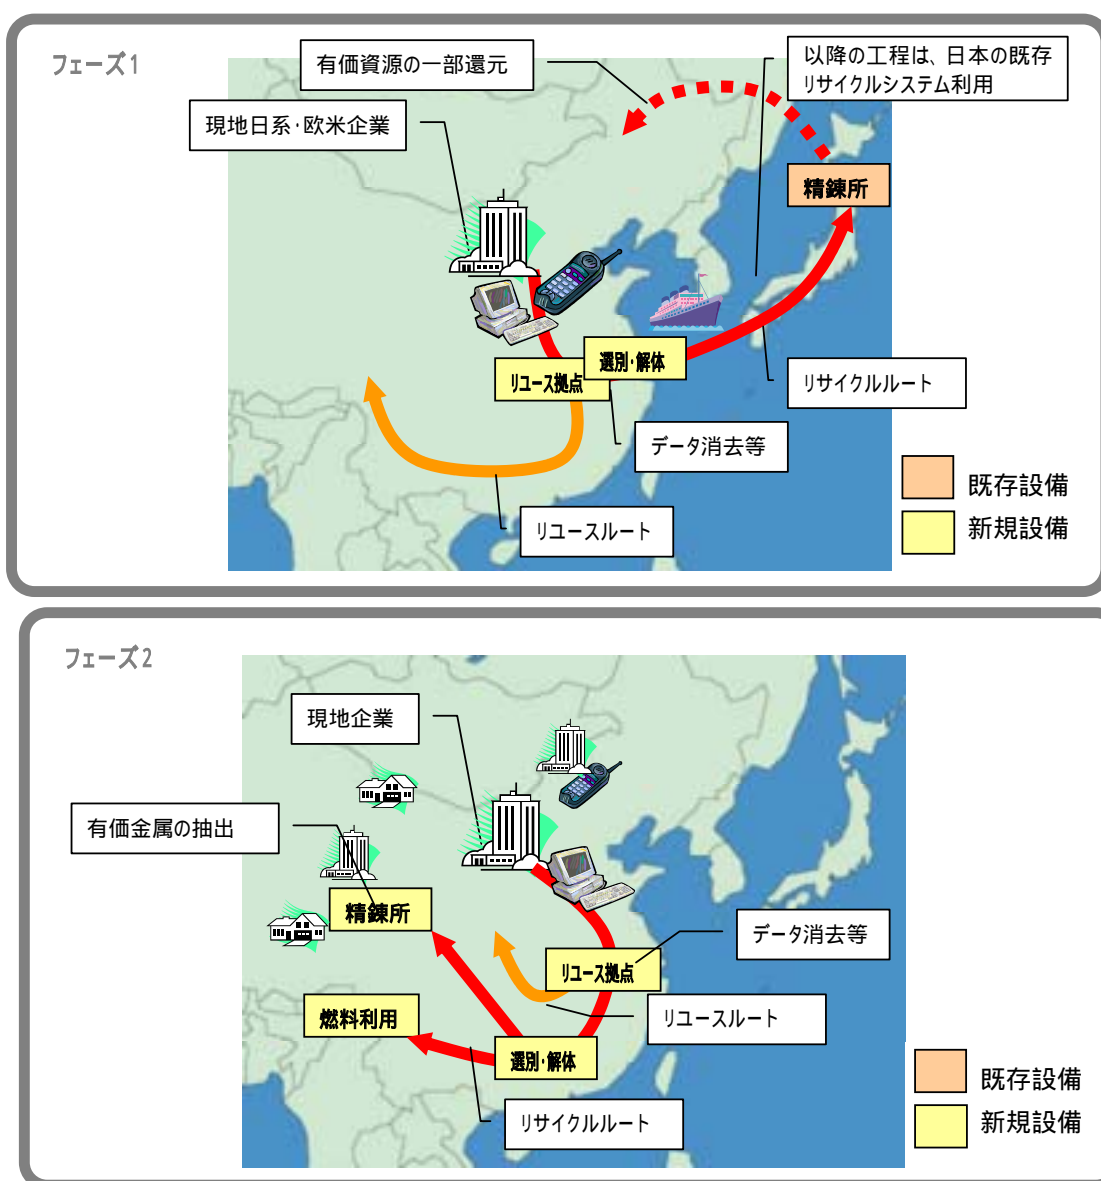 フェーズ1
有価資源の一部還元
以降の工程は、日本の既存
リサイクルシステム利用
現地日系・欧米企業
精錬所
選別・解体
リユース拠点
リサイクルルート
データ消去等
リユースルート
既存設備
新規設備
フェーズ2
現地企業
有価金属の抽出
精錬所
データ消去等
リユース拠点
燃料利用
リユースルート
選別・解体
リサイクルルート
既存設備
新規設備